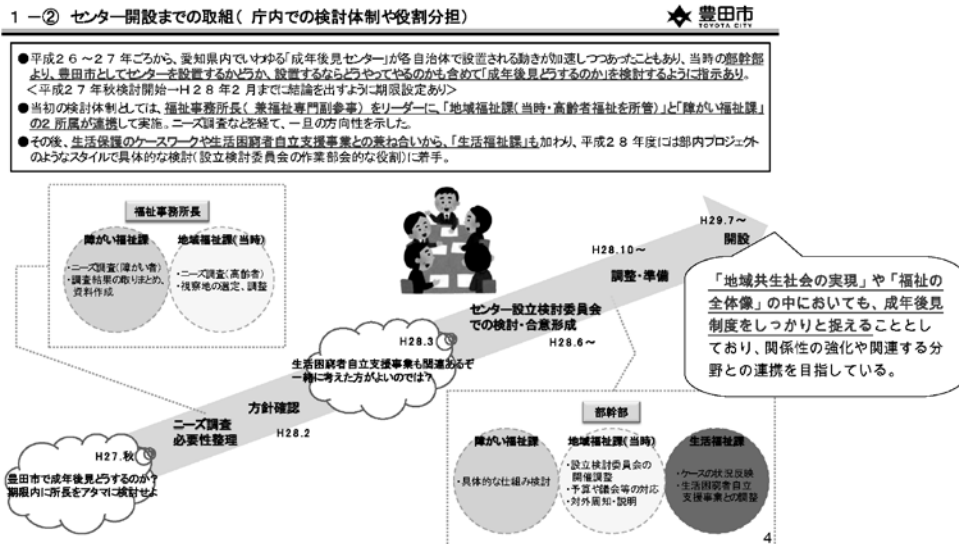 1－② センター開設までの取組（庁内での検討体制や役割分担）
豊田市
TOYOTA CITY
●平成２６～２７年ごろから、愛知県内でいわゆる「成年後見センター」が各自治体で設置される動きが加速しつつあったこともあり、当時の部幹部
より、豊田市としてセンターを設置するかどうか、設置するならどうやってやるのかも含めて「成年後見どうするのか」を検討するように指示あり。
＜平成２７年秋検討開始→Ｈ２８年２月までに結論を出すように期限設定あり＞
●当初の検討体制としては、福祉事務所長（兼福祉専門副参事）をリーダーに、「地域福祉課（当時・高齢者福祉を所管）」と「障がい福祉課」
の２所属が連携して実施。ニーズ調査などを経て、一旦の方向性を示した。
●その後、生活保護のケースワークや生活困窮者自立支援事業との兼ね合いから、「生活福祉課」も加わり、平成２８年度には部内プロジェクト
のようなスタイルで具体的な検討（設立検討委員会の作業部会的な役割）に着手。
福祉事務所長
障がい福祉課
・ニーズ調査（障がい者）
・調査結果の取りまとめ、
資料作成
地域福祉課（当時）
・ニーズ調査（高齢者）
・視察地の選定、調整
H29.7～
開設
H28.10～
調整・準備
センター設立検討委員会
での検討・合意形成
H28.6～
「地域共生社会の実現」や「福祉の
全体像」の中においても、成年後見
制度をしっかりと捉えることとし
ており、関係性の強化や関連する分
野との連携を目指している。
H28.3
生活困窮者自立支援事業も関連あるぞ
一緒に考えた方がよいのでは？
方針確認
H28.2
ニーズ調査
必要性整理
H27.秋
豊田市で成年後見どうするのか？
期限内に所長をアタマに検討せよ
部幹部
障がい福祉課
・具体的な仕組み検討
地域福祉課（当時）
・設立検討委員会の
開催調整
・予算や議会等の対応
・対外周知・説明
生活福祉課
・ケースの状況反映
・生活困窮者自立
支援事業との調整
4